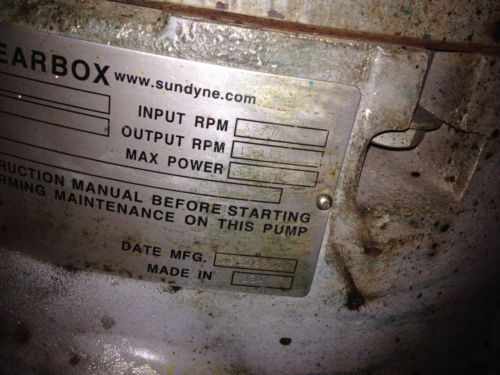 EARBOX www.sundyne.com
INPUT RPM
OUTPUT RPM
MAX POWER
RUCTION MANUAL BEFORE STARTING
RMING MAINTENANCE ON THIS PUMP
DATE MFG.
MADE IN